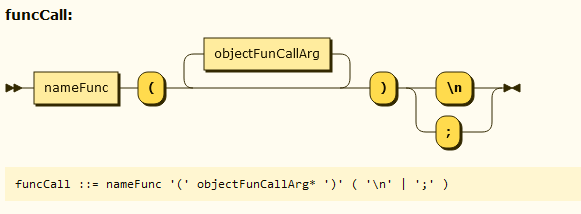 funcCall:
objectFunCallArg
nameFunc ( ) \n
;
funcCall ::= nameFunc '(' objectFunCallArg* ')' ( '\n' | ';' )